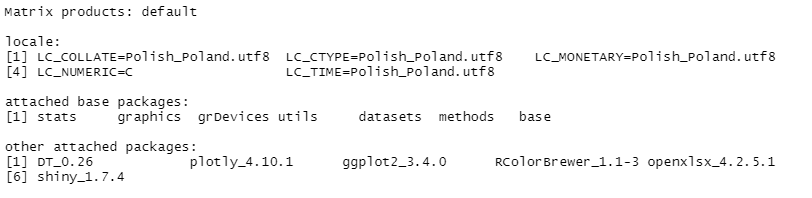 Matrix products: default
locale:
[1] LC_COLLATE=Polish_Poland.utf8  LC_CTYPE=Polish_Poland.utf8    LC_MONETARY=Polish_Poland.utf8
[4] LC_NUMERIC=C                   LC_TIME=Polish_Poland.utf8
attached base packages:
[1] stats     graphics  grDevices utils     datasets  methods   base
other attached packages:
[1] DT_0.26            plotly_4.10.1      ggplot2_3.4.0      RColorBrewer_1.1-3 openxlsx_4.2.5.1
[6] shiny_1.7.4